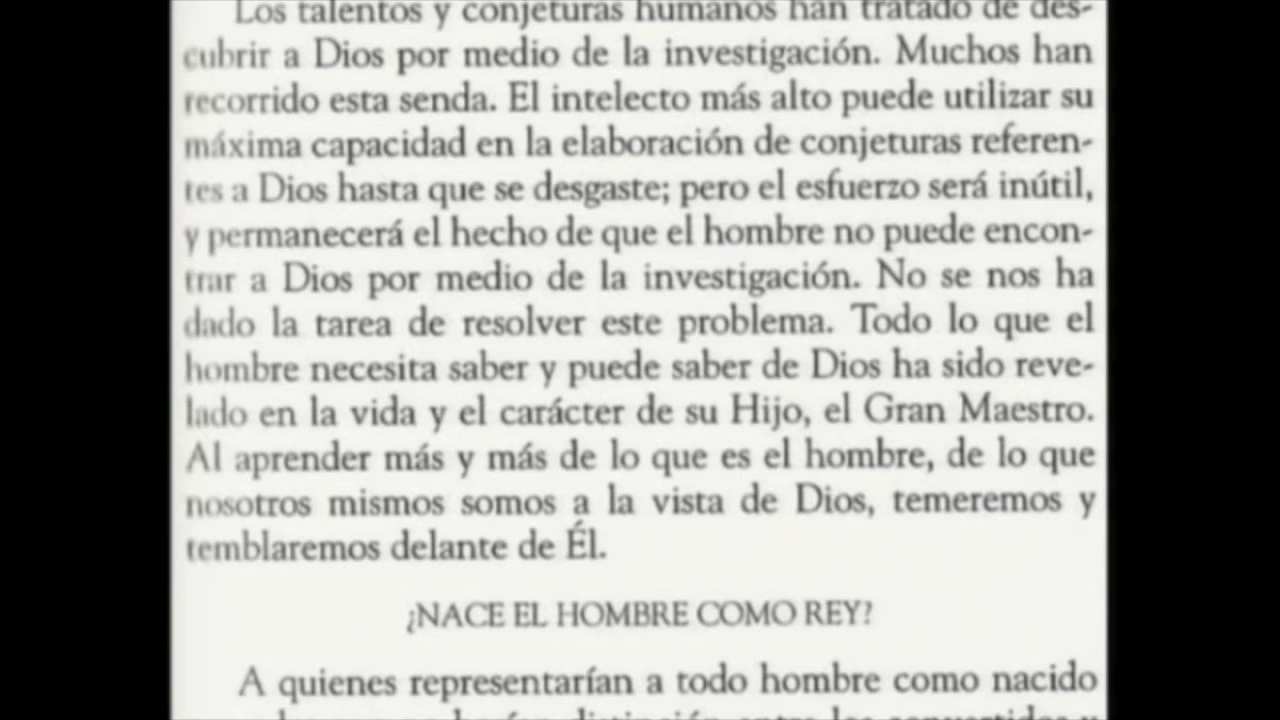 Los talentos y conjeturas humanos han tratado de des-
cubrir a Dios por medio de la investigación. Muchos han
recorrido esta senda. El intelecto más alto puede utilizar su
máxima capacidad en la elaboración de conjeturas referen-
tes a Dios hasta que se desgaste; pero el esfuerzo será inútil,
y permanecerá el hecho de que el hombre no puede encon-
trar a Dios por medio de la investigación. No se nos ha
dado la tarea de resolver este problema. Todo lo que el
hombre necesita saber y puede saber de Dios ha sido reve-
lado en la vida y el carácter de su Hijo, el Gran Maestro.
Al aprender más y más de lo que es el hombre, de lo que
nosotros mismos somos a la vista de Dios, temeremos y
temblaremos delante de Él.
¿NACE EL HOMBRE COMO REY?
A quienes representarían a todo hombre como nacido